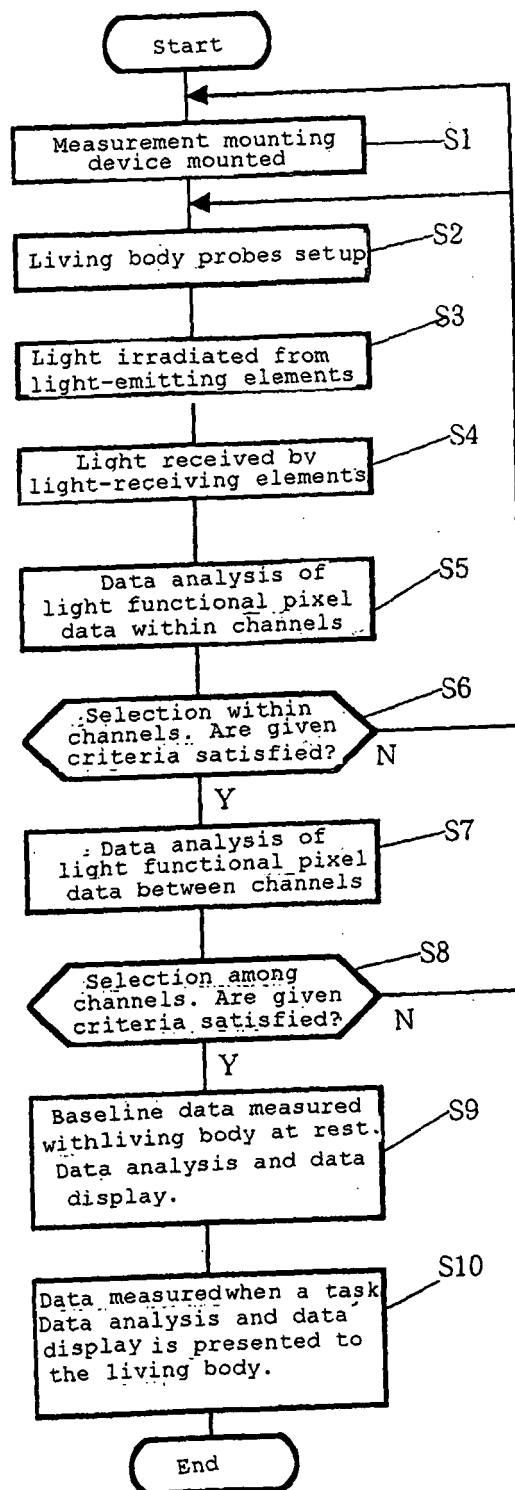 Start
Measurement mounting
device mounted
S1
Living body probes setup
S2
S3
Light irradiated from
light-emitting elements
S4
Light received by
light-receiving elements
S5
Data analysis of
light functional pixel
data within channels
S6
Selection within
channels. Are given
criteria satisfied?
N
Y
S7
Data analysis of
light functional pixel
data between channels
S8
Selection among
channels. Are given
criteria satisfied?
N
Y
S9
Baseline data measured
withliving body at rest.
Data analysis and data
display.
S10
Data measured when a task
Data analysis and data
display is presented to
the living body.
End